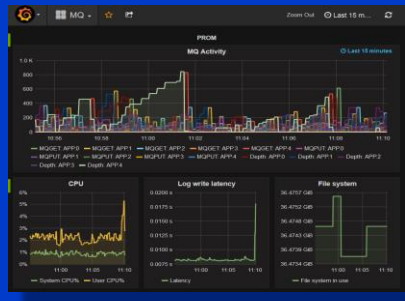 MQ
Zoom Out Last 15 m...
PROM
MQ Activity
Last 15 minutes
1.0 K
800
600
400
200
0
10:56 10:58 11:00 11:02 11:04 11:06 11:08 11:10
MQGET: APP.0 MQGET: APP.1 MQGET: APP.2 MQGET: APP.3 MQGET: APP.4 MQPUT: APP.0
MQPUT: APP.1 MQPUT: APP.2 MQPUT: APP.3 MQPUT: APP.4 Depth: APP.0 Depth: APP.1 Depth: APP.2
Depth: APP.3 Depth: APP.4
CPU
6%
5%
4%
3%
2%
1%
0%
11:00 11:05 11:10
System CPU% User CPU%
Log write latency
0.0200 s
0.0175 s
0.0150 s
0.0125 s
0.0100 s
0.0075 s
11:00 11:05 11:10
Latency
File system
36.4757 GiB
36.4752 GiB
36.4748 GiB
36.4743 GiB
36.4739 GiB
36.4734 GiB
11:00 11:05 11:10
File system in use